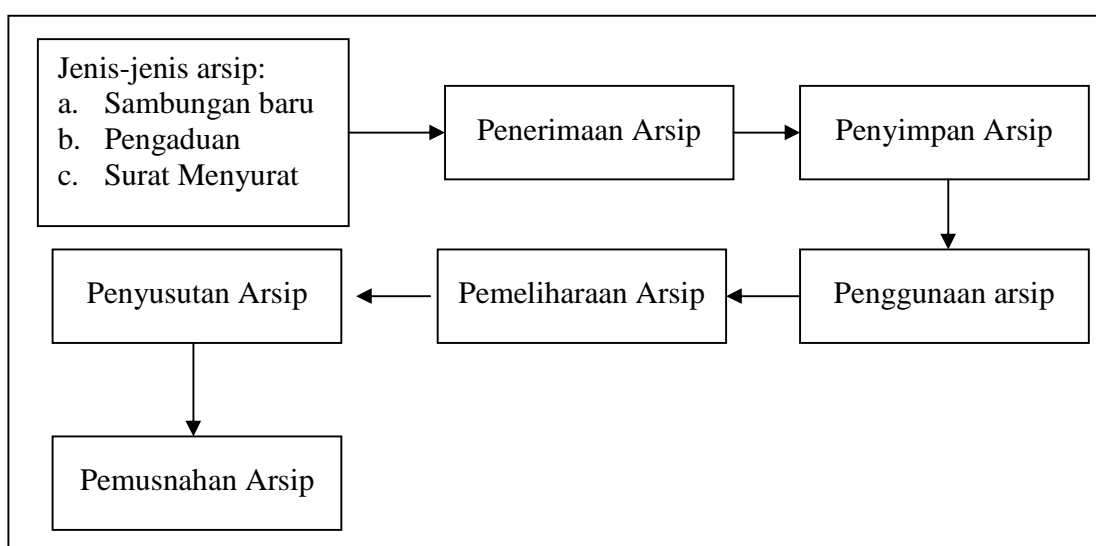 Jenis-jenis arsip:
a. Sambungan baru
b. Pengaduan
c. Surat Menyurat
Penerimaan Arsip
Penyimpan Arsip
Penggunaan arsip
Pemeliharaan Arsip
Penyusutan Arsip
Pemusnahan Arsip